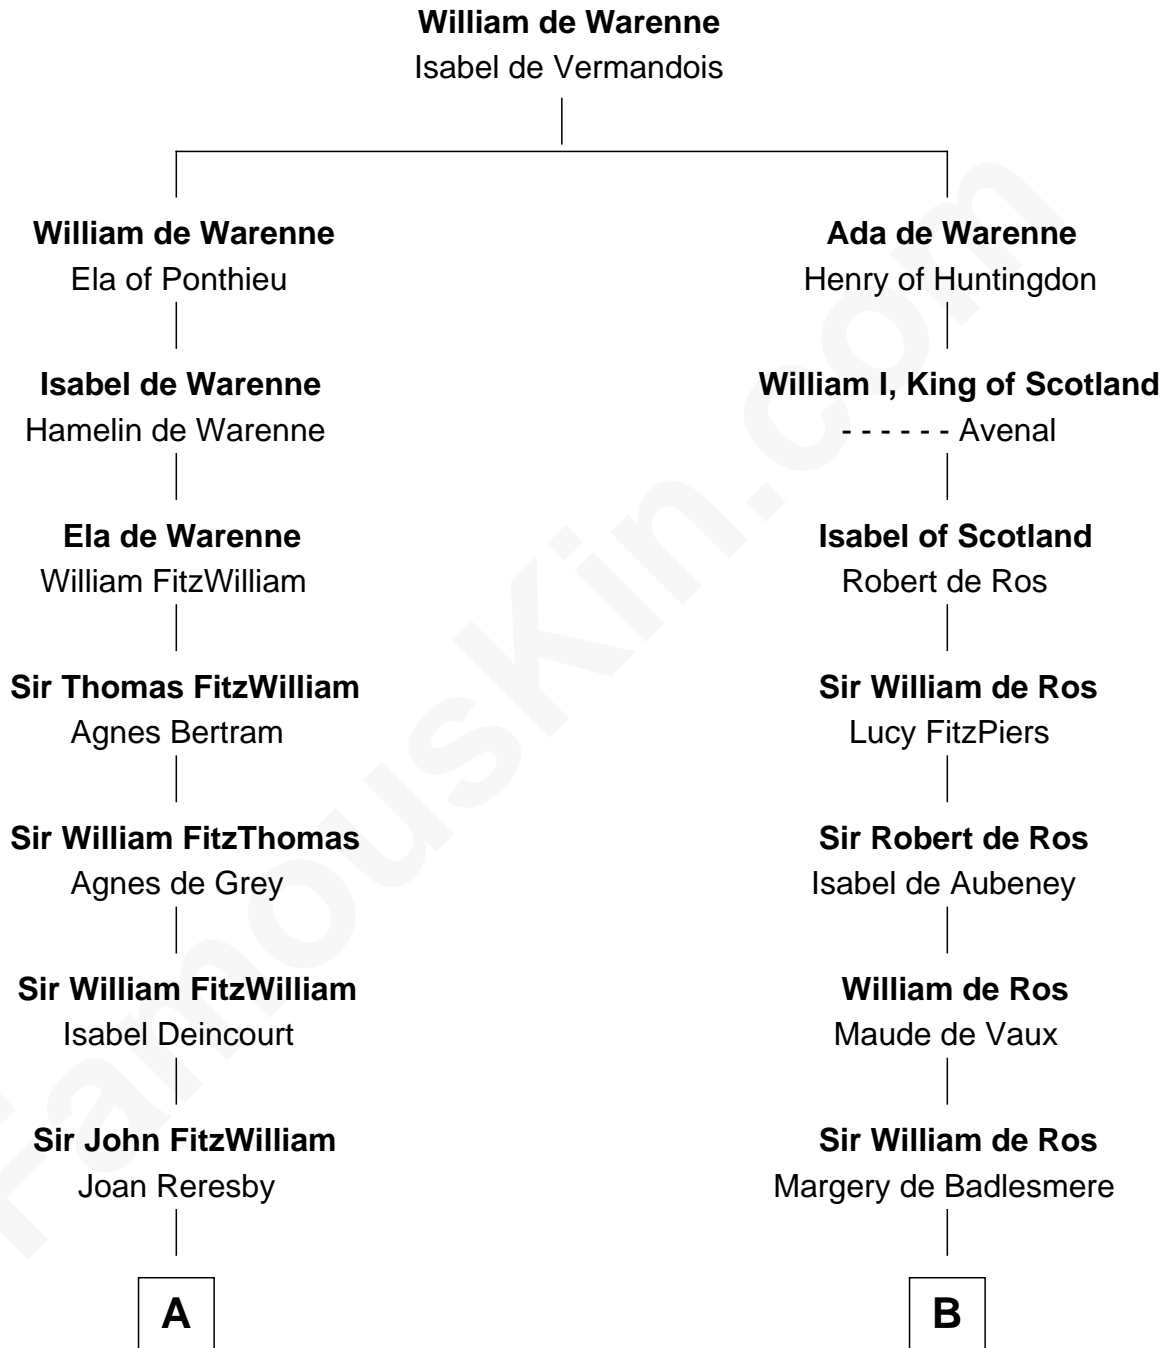 William de Warenne
Isabel de Vermandois
William de Warenne
Ela of Ponthieu
Isabel de Warenne
Hamelin de Warenne
Ela de Warenne
William FitzWilliam
Sir Thomas FitzWilliam
Agnes Bertram
Sir William FitzThomas
Agnes de Grey
Sir William FitzWilliam
Isabel Deincourt
Sir John FitzWilliam
Joan Reresby
A
Ada de Warenne
Henry of Huntingdon
William I, King of Scotland
- - - - - - Avenal
Isabel of Scotland
Robert de Ros
Sir William de Ros
Lucy FitzPiers
Sir Robert de Ros
Isabel de Aubeney
William de Ros
Maude de Vaux
Sir William de Ros
Margery de Badlesmere
B
FamousKin.com